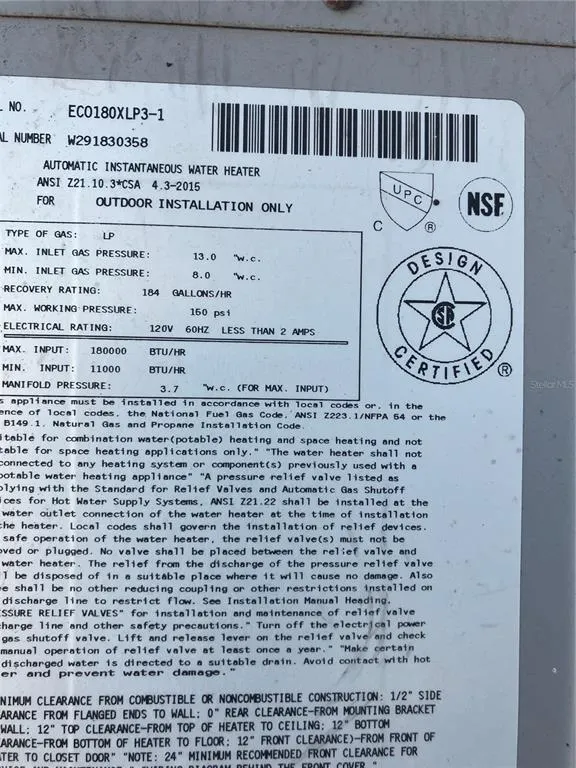 NO. ECO180XLP3-1
NUMBER W291830358
AUTOMATIC INSTANTANEOUS WATER HEATER
ANSI Z21.10.3*CSA 4.3-2015
FOR OUTDOOR INSTALLATION ONLY
UPC
C ®
NSF
DESIGN
CERTIFIED
®
TYPE OF GAS: LP
MAX. INLET GAS PRESSURE: 13.0 "w.c.
MIN. INLET GAS PRESSURE: 8.0 "w.c.
RECOVERY RATING: 184 GALLONS/HR
MAX. WORKING PRESSURE: 150 psi
ELECTRICAL RATING: 120V 60HZ LESS THAN 2 AMPS
MAX. INPUT: 180000 BTU/HR
MIN. INPUT: 11000 BTU/HR
MANIFOLD PRESSURE: 3.7 "w.c. (FOR MAX. INPUT)
s appliance must be installed in accordance with local codes or, in the
ence of local codes, the National Fuel Gas Code, ANSI Z223.1/NFPA 54 or the
B149.1, Natural Gas and Propane Installation Code.
itable for combination water(potable) heating and space heating and not
table for space heating applications only." "The water heater shall not
connected to any heating system or component(s) previously used with a
potable water heating appliance" "A pressure relief valve listed as
plying with the Standard for Relief Valves and Automatic Gas Shutoff
ices for Hot Water Supply Systems, ANSI Z21.22 shall be installed at the
water outlet connection of the water heater at the time of installation
the heater. Local codes shall govern the installation of relief devices.
safe operation of the water heater, the relief valve(s) must not be
oved or plugged. No valve shall be placed between the relief valve and
water heater. The relief from the discharge of the pressure relief valve
l be disposed of in a suitable place where it will cause no damage. Also
e shall be no other reducing coupling or other restrictions installed on
discharge line to restrict flow. See Installation Manual Heading,
ESSURE RELIEF VALVES" for installation and maintenance of relief valve
charge line and other safety precautions." Turn off the electrical power
gas shutoff valve. Lift and release lever on the relief valve and check
manual operation of relief valve at least once a year." "Make certain
discharged water is directed to a suitable drain. Avoid contact with hot
er and prevent water damage."
NIMUM CLEARANCE FROM COMBUSTIBLE OR NONCOMBUSTIBLE CONSTRUCTION: 1/2" SIDE
ARANCE FROM FLANGED ENDS TO WALL; 0" REAR CLEARANCE-FROM MOUNTING BRACKET
WALL; 12" TOP CLEARANCE-FROM TOP OF HEATER TO CEILING; 12" BOTTOM
ARANCE-FROM BOTTOM OF HEATER TO FLOOR; 12" FRONT CLEARANCE)-FROM FRONT OF
TER TO CLOSET DOOR" "NOTE: 24" MINIMUM RECOMMENDED FRONT CLEARANCE FOR
StellarMLS